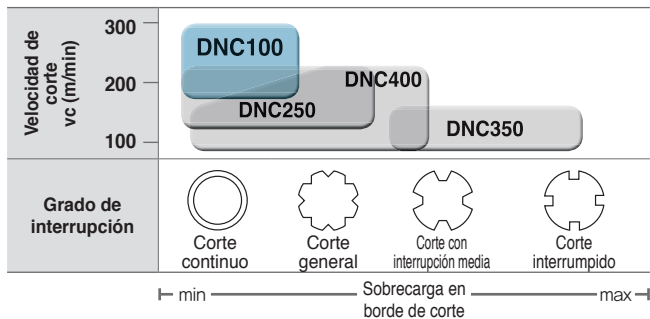 Velocidad de
corte
vc (m/min)
300
200
100
DNC100
DNC400
DNC250
DNC350
Grado de
interrupción
Corte
continuo
Corte
general
Corte con
interrupción media
Corte
interrumpido
min
Sobrecarga en
borde de corte
max